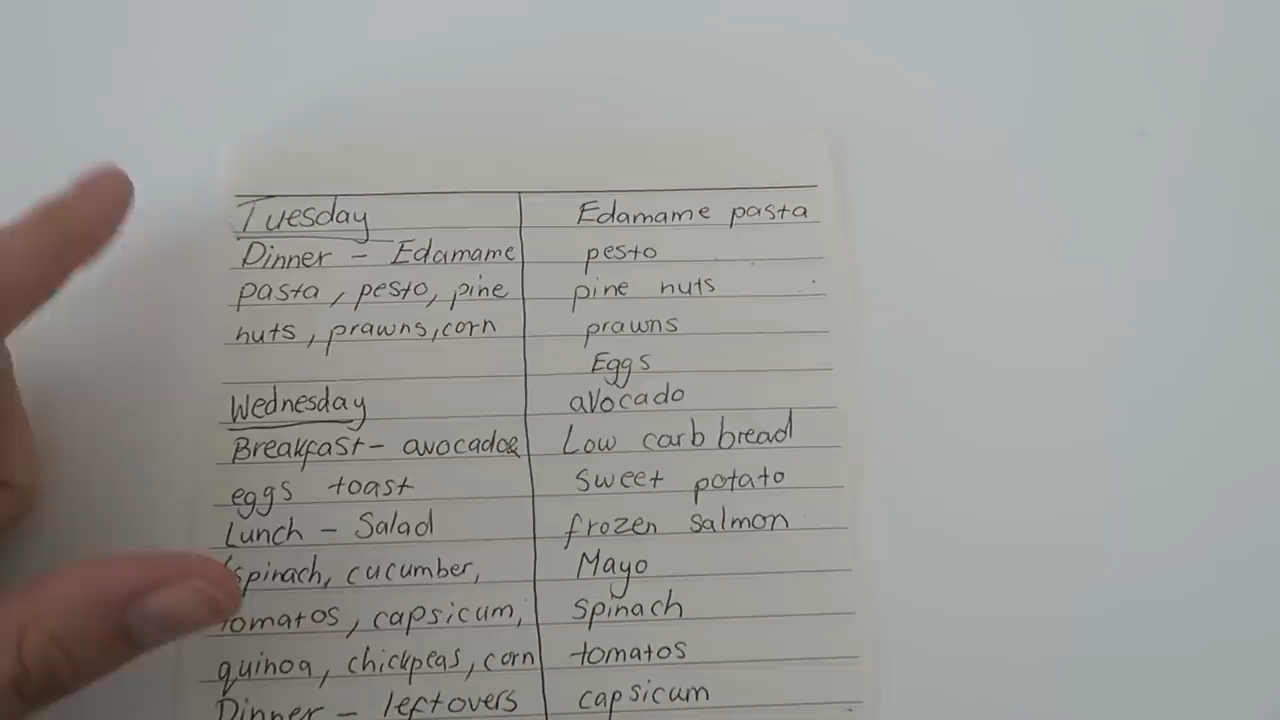 Tuesday
Dinner - Edamame
pasta, pesto, pine
nuts, prawns, corn
Wednesday
Breakfast - avocado &
eggs toast
Lunch - Salad
(spinach, cucumber,
tomatos, capsicum,
quinoa, chickpeas, corn
Dinner - leftovers
Edamame pasta
pesto
pine nuts
prawns
Eggs
avocado
Low carb bread
Sweet potato
frozen salmon
Mayo
Spinach
tomatos
capsicum